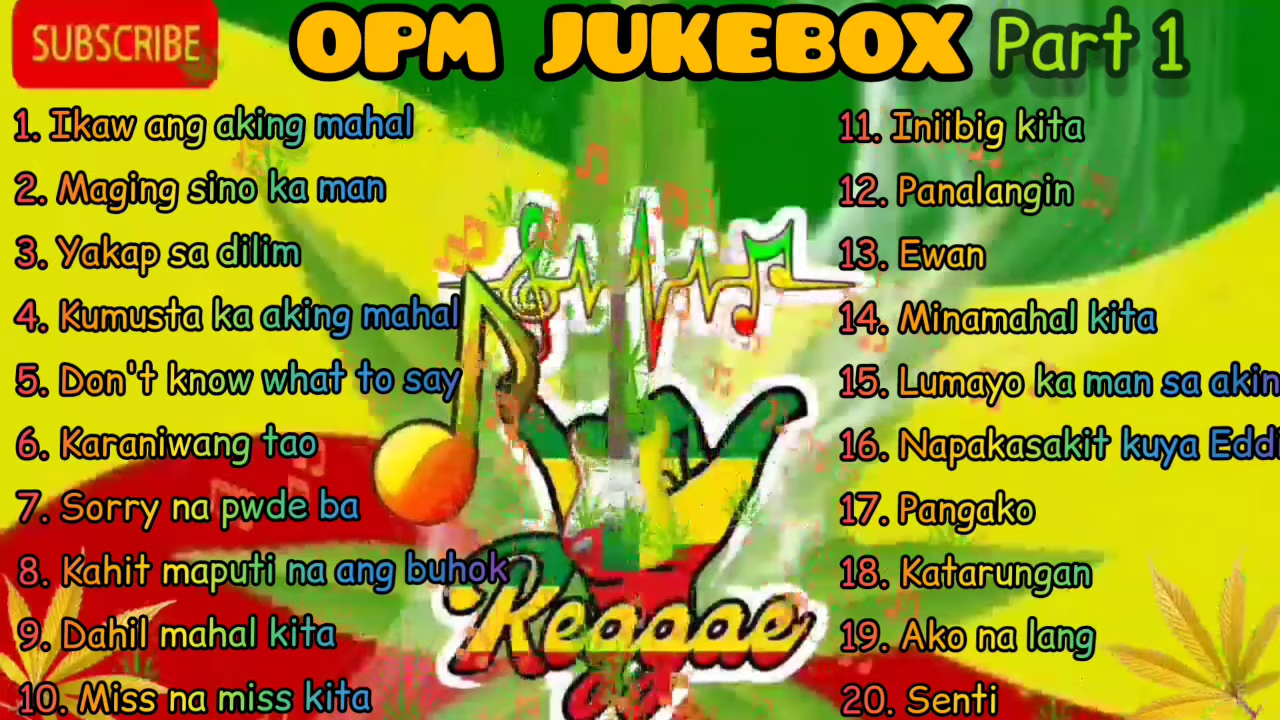 SUBSCRIBE
OPM JUKEBOX Part 1
1. Ikaw ang aking mahal
2. Maging sino ka man
3. Yakap sa dilim
4. Kumusta ka aking mahal
5. Don't know what to say
6. Karaniwang tao
7. Sorry na pwde ba
8. Kahit maputi na ang buhok
9. Dahil mahal kita
10. Miss na miss kita
11. Iniibig kita
12. Panalangin
13. Ewan
14. Minamahal kita
15. Lumayo ka man sa akin
16. Napakasakit kuya Eddi
17. Pangako
18. Katarungan
19. Ako na lang
20. Senti
Reggae